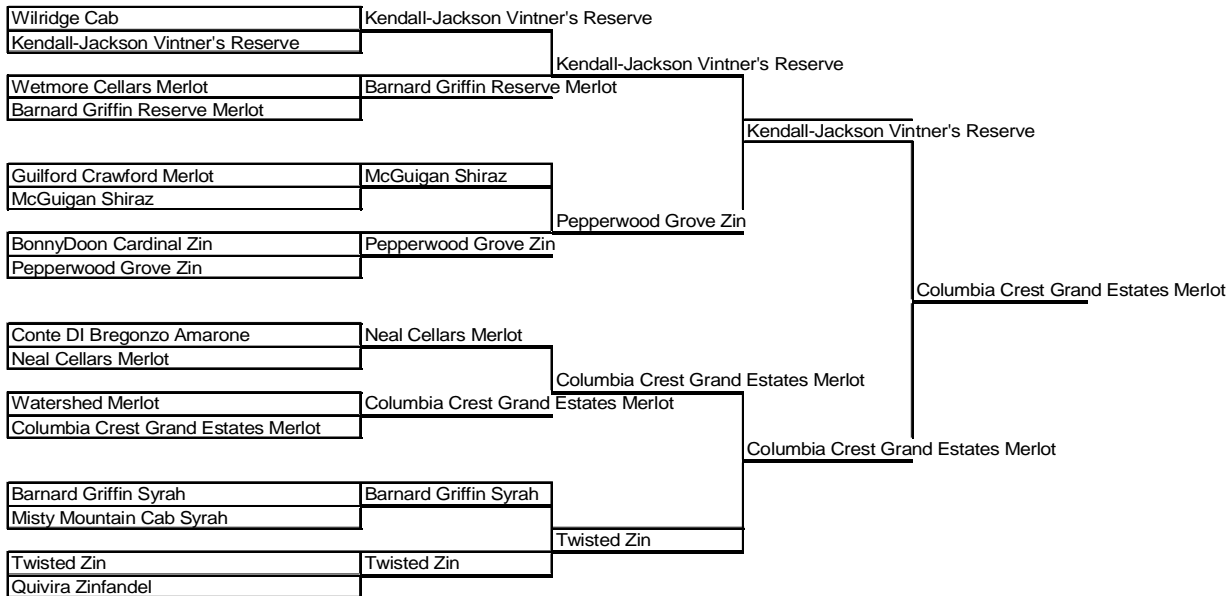 Wilridge Cab
Kendall-Jackson Vintner's Reserve
Kendall-Jackson Vintner's Reserve
Kendall-Jackson Vintner's Reserve
Wetmore Cellars Merlot
Barnard Griffin Reserve Merlot
Barnard Griffin Reserve Merlot
Kendall-Jackson Vintner's Reserve
Guilford Crawford Merlot
McGuigan Shiraz
McGuigan Shiraz
Pepperwood Grove Zin
BonnyDoon Cardinal Zin
Pepperwood Grove Zin
Pepperwood Grove Zin
Columbia Crest Grand Estates Merlot
Conte DI Bregonzo Amarone
Neal Cellars Merlot
Neal Cellars Merlot
Columbia Crest Grand Estates Merlot
Watershed Merlot
Columbia Crest Grand Estates Merlot
Columbia Crest Grand Estates Merlot
Columbia Crest Grand Estates Merlot
Barnard Griffin Syrah
Barnard Griffin Syrah
Misty Mountain Cab Syrah
Twisted Zin
Twisted Zin
Twisted Zin
Quivira Zinfandel